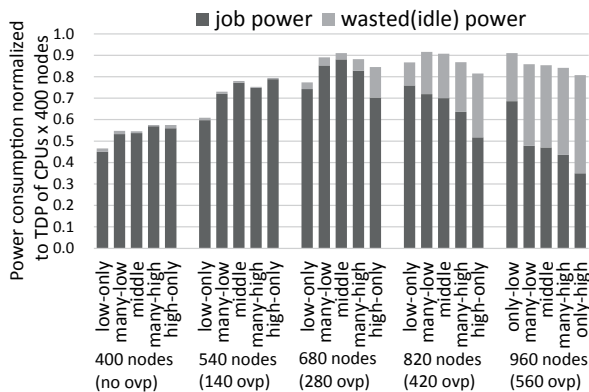 job power wasted(idle) power
Power consumption normalized
to TDP of CPUs x 400 nodes
1.0
0.9
0.8
0.7
0.6
0.5
0.4
0.3
0.2
0.1
0.0
low-only
many-low
middle
many-high
high-only
low-only
many-low
middle
many-high
high-only
low-only
many-low
middle
many-high
high-only
low-only
many-low
middle
many-high
high-only
only-low
many-low
middle
many-high
only-high
400 nodes
(no ovp)
540 nodes
(140 ovp)
680 nodes
(280 ovp)
820 nodes
(420 ovp)
960 nodes
(560 ovp)